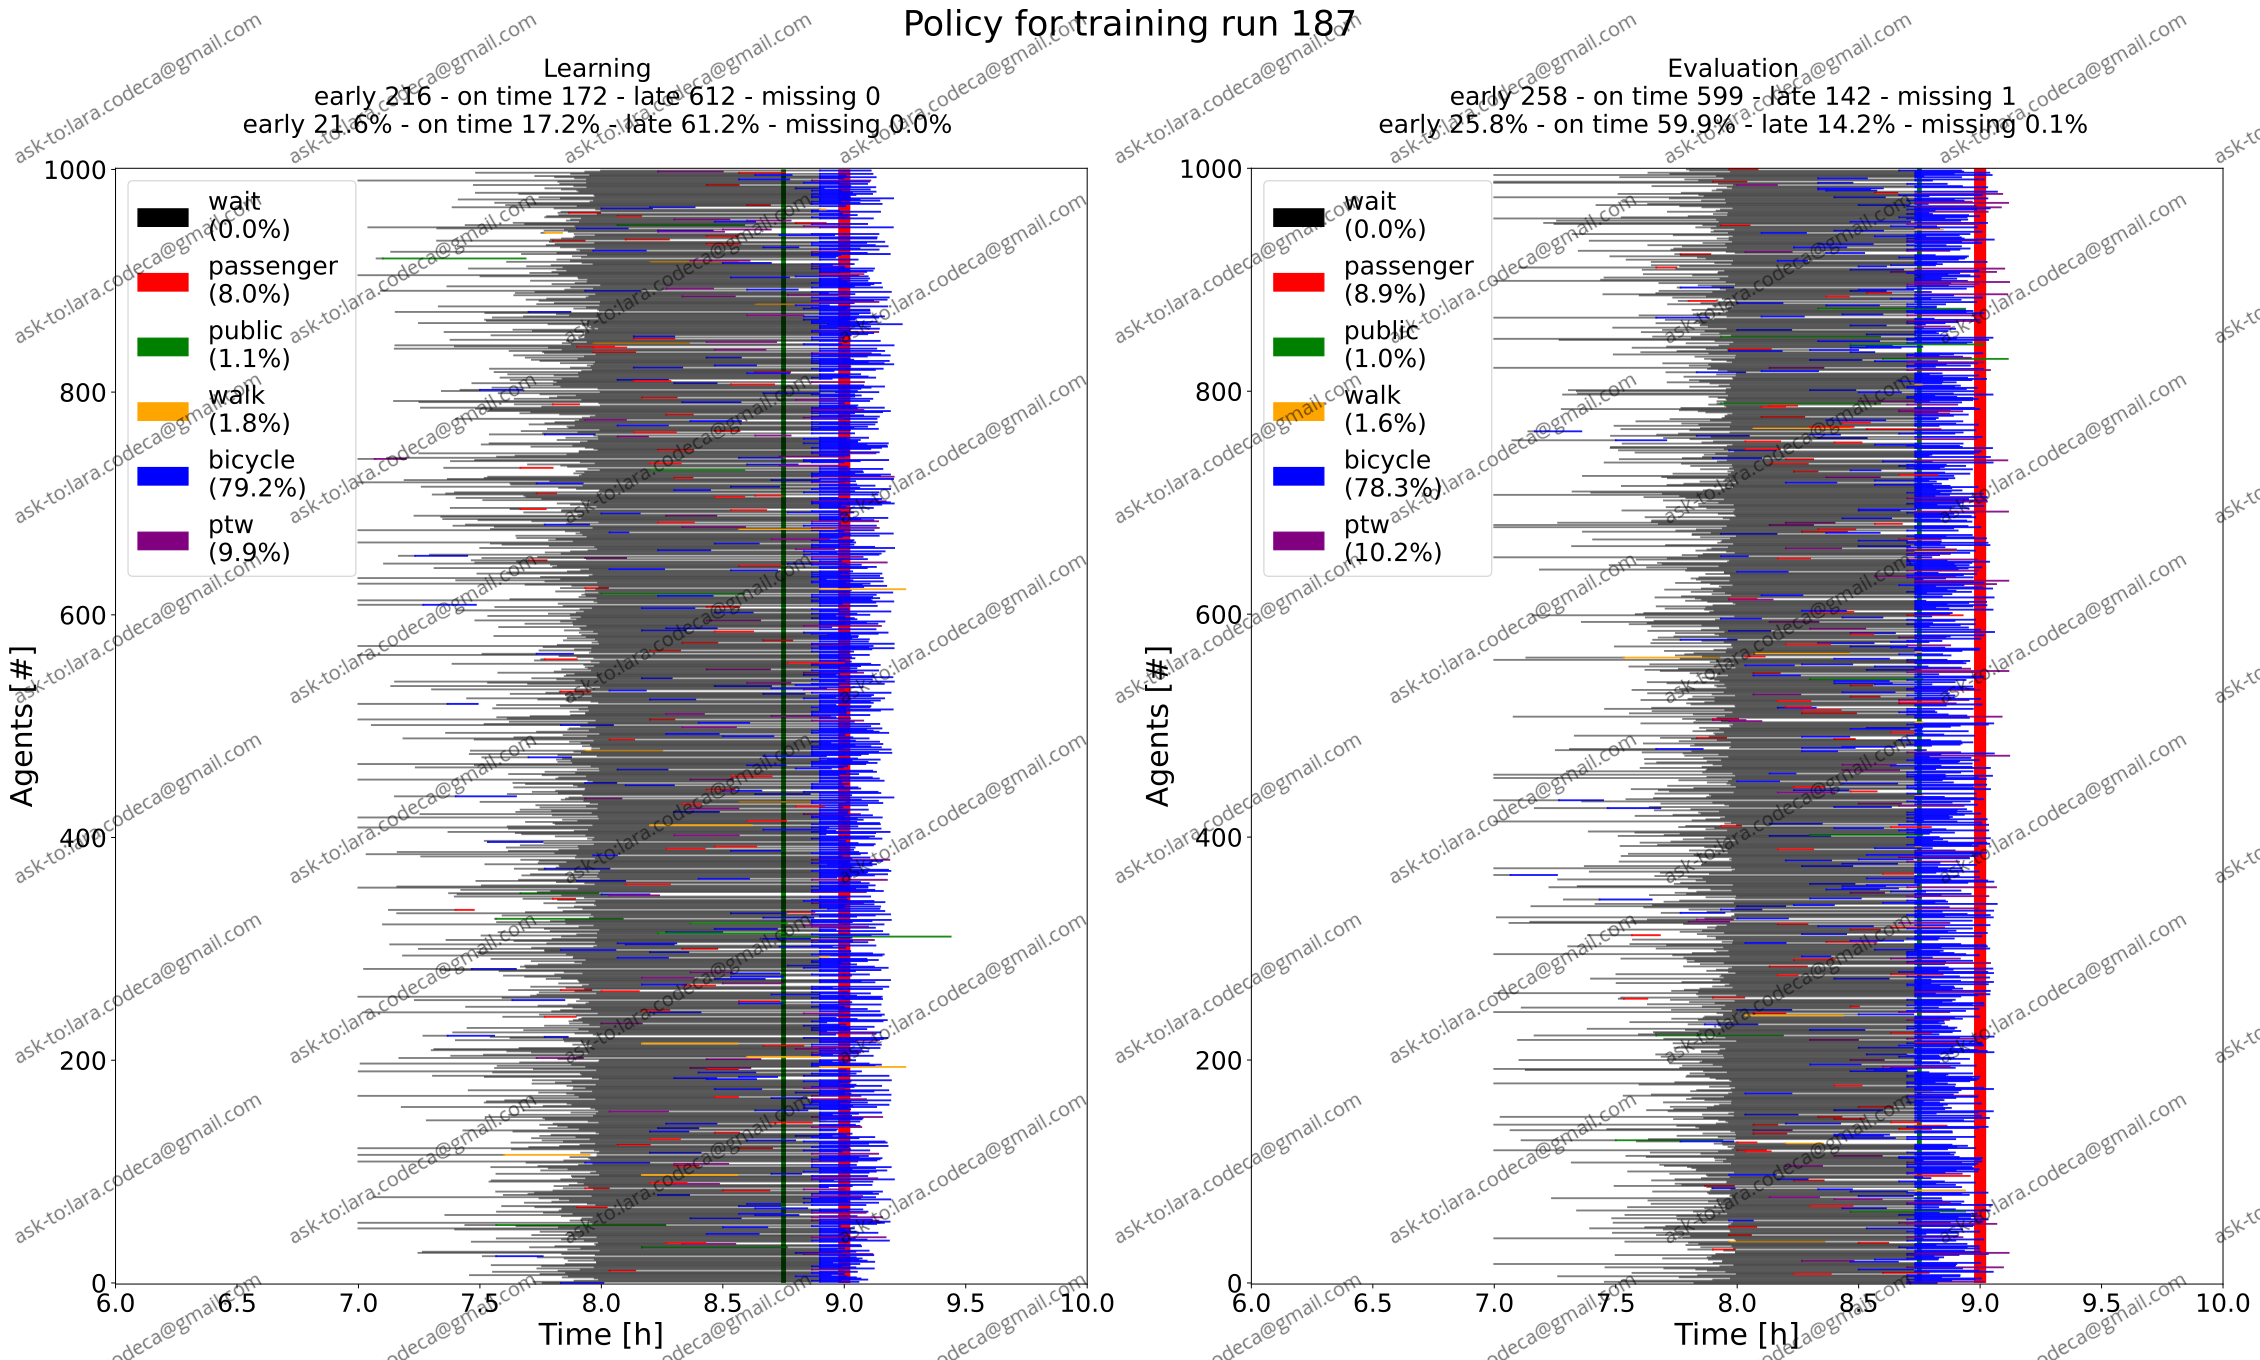 Policy for training run 187
Learning
early 216 - on time 172 - late 612 - missing 0
early 21.6% - on time 17.2% - late 61.2% - missing 0.0%
1000
800
600
400
200
0
Agents [#]
wait
(0.0%)
passenger
(8.0%)
public
(1.1%)
walk
(1.8%)
bicycle
(79.2%)
ptw
(9.9%)
6.0 6.5 7.0 7.5 8.0 8.5 9.0 9.5 10.0
Time [h]
Evaluation
early 258 - on time 599 - late 142 - missing 1
early 25.8% - on time 59.9% - late 14.2% - missing 0.1%
1000
800
600
400
200
0
Agents [#]
wait
(0.0%)
passenger
(8.9%)
public
(1.0%)
walk
(1.6%)
bicycle
(78.3%)
ptw
(10.2%)
6.0 6.5 7.0 7.5 8.0 8.5 9.0 9.5 10.0
Time [h]
ask-to:lara.codeca@gmail.com